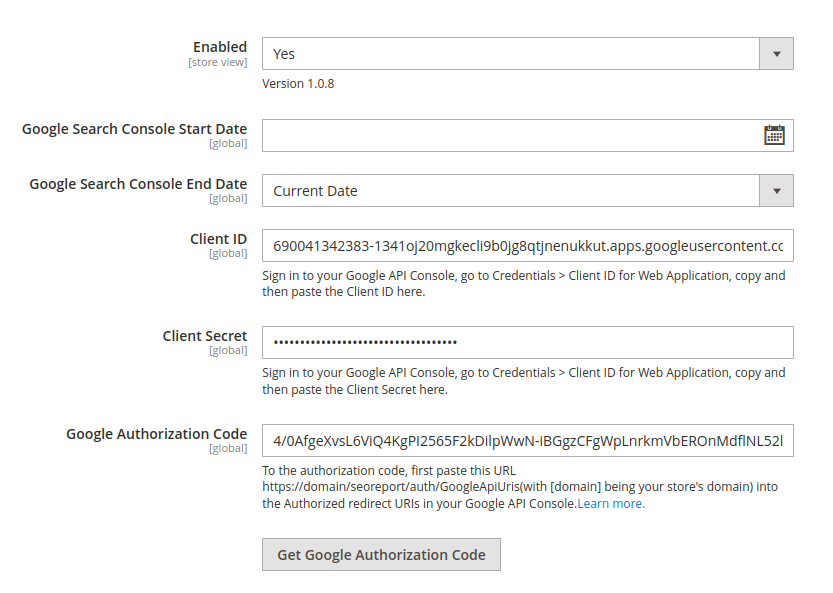 Enabled
[store view]
Yes
Version 1.0.8
Google Search Console Start Date
[global]
Google Search Console End Date
[global]
Current Date
Client ID
[global]
690041342383-1341oj20mgkecli9b0jg8qtjnenukkut.apps.googleusercontent.cc
Sign in to your Google API Console, go to Credentials > Client ID for Web Application, copy and
then paste the Client ID here.
Client Secret
[global]
••••••••••••••••••••••••••••••••••••
Sign in to your Google API Console, go to Credentials > Client ID for Web Application, copy and
then paste the Client Secret here.
Google Authorization Code
[global]
4/0AfgeXvsL6ViQ4KgPI2565F2kDilpWwN-iBGgzCFgWpLnrkmVbEROnMdflNL52l
To the authorization code, first paste this URL
https://domain/seoreport/auth/GoogleApiUris(with [domain] being your store's domain) into
the Authorized redirect URIs in your Google API Console.Learn more.
Get Google Authorization Code